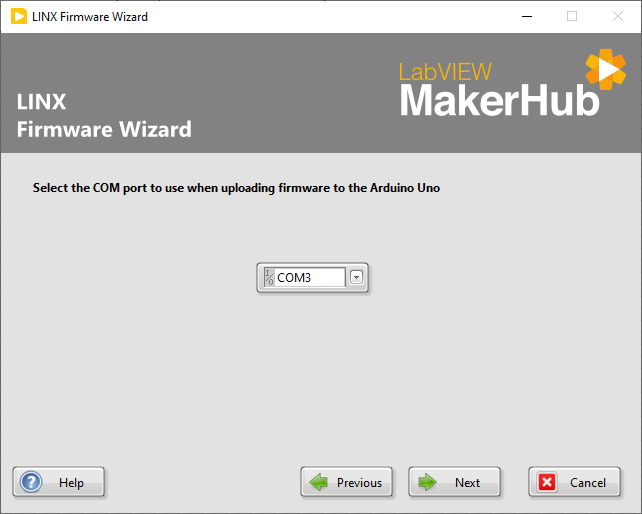 LINX Firmware Wizard
LINX
Firmware Wizard
LabVIEW
MakerHub
Select the COM port to use when uploading firmware to the Arduino Uno
I/O COM3
? Help
Previous
Next
Cancel